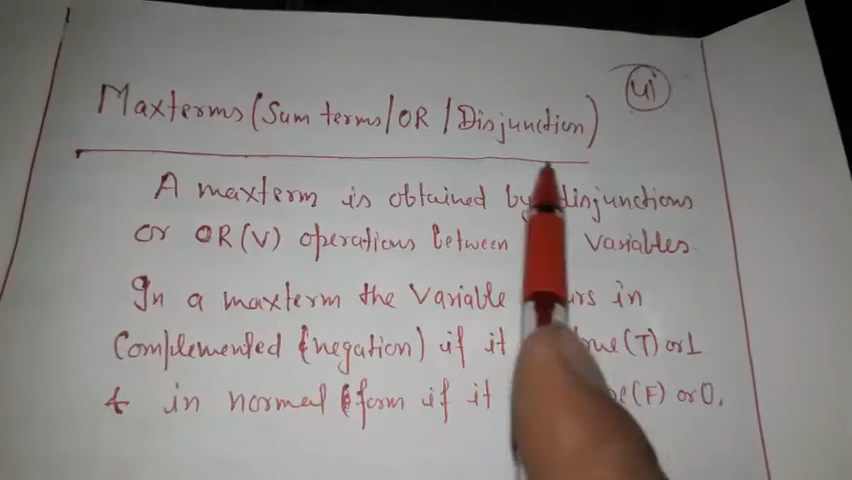 Maxterms (Sum terms / OR / Disjunction)
A maxterm is obtained by disjunctions
or OR(V) operations between variables.
In a maxterm the variable in
Complemented (negation) if it (T) or 1
& in normal form if it (F) or 0.